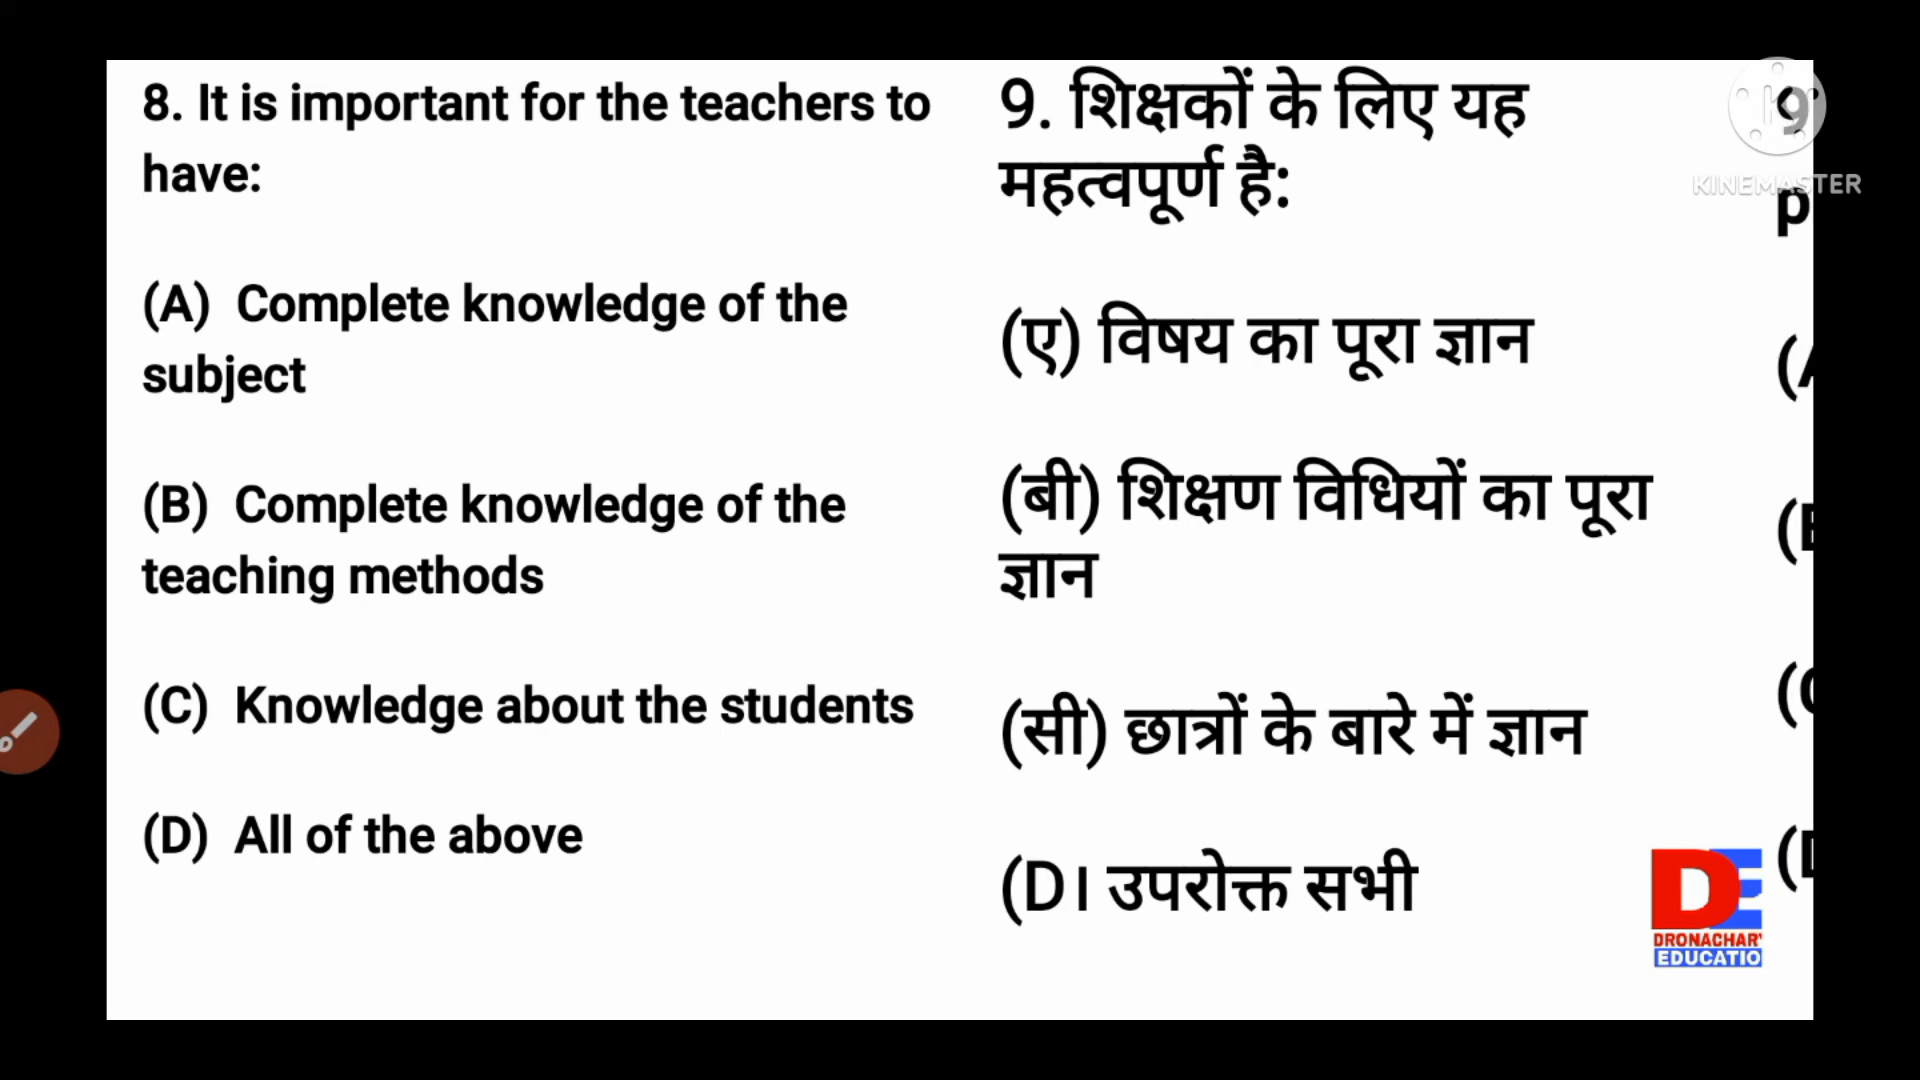 8. It is important for the teachers to
have:
(A) Complete knowledge of the
subject
(B) Complete knowledge of the
teaching methods
(C) Knowledge about the students
(D) All of the above
9. शिक्षकों के लिए यह
महत्वपूर्ण है:
(ए) विषय का पूरा ज्ञान
(बी) शिक्षण विधियों का पूरा
ज्ञान
(सी) छात्रों के बारे में ज्ञान
(D। उपरोक्त सभी
9
p
KINEMASTER
DE
DRONACHAR
EDUCATIO